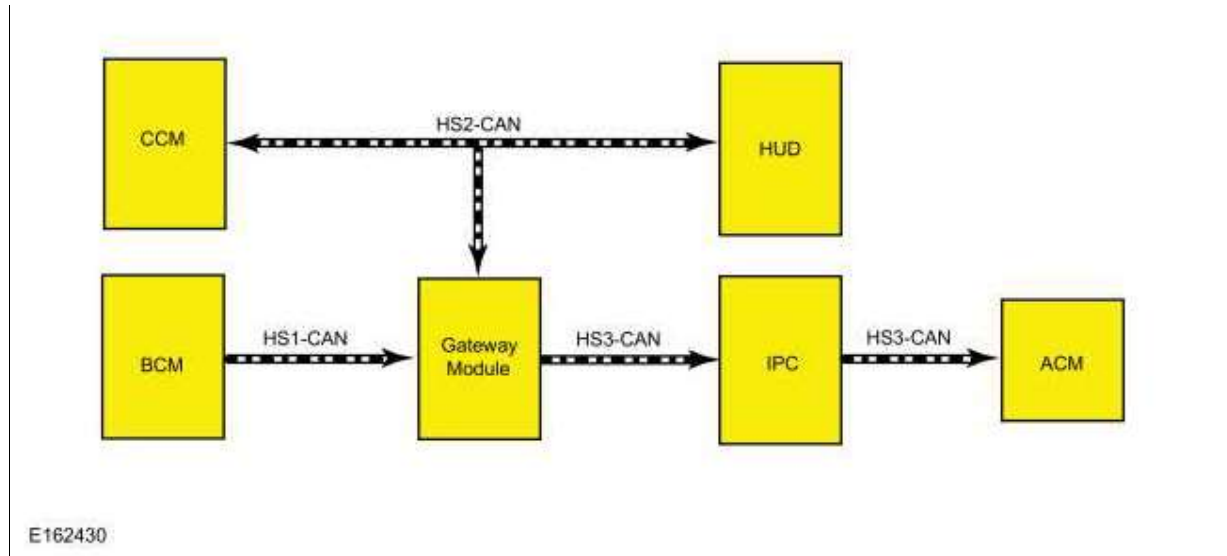 CCM
HS2-CAN
HUD
BCM
HS1-CAN
Gateway
Module
HS3-CAN
IPC
HS3-CAN
ACM
E162430